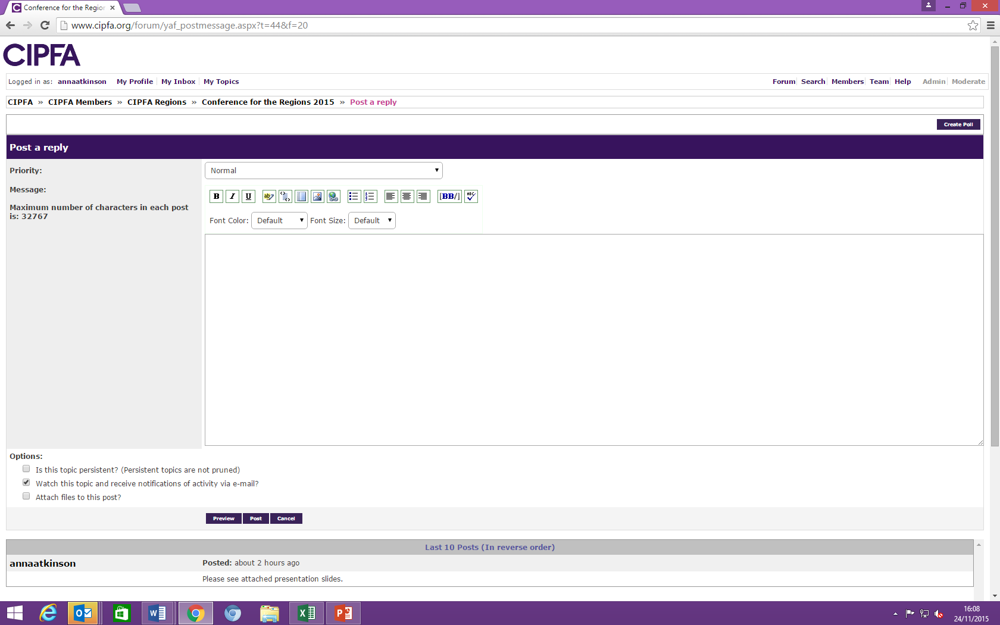 Conference for the Region
www.cipfa.org/forum/yaf_postmessage.aspx?t=44&f=20
CIPFA
Logged in as: annaatkinson My Profile My Inbox My Topics Forum Search Members Team Help Admin Moderate
CIPFA » CIPFA Members » CIPFA Regions » Conference for the Regions 2015 » Post a reply
Create Poll
Post a reply
Priority: Normal
Message: B I U [BB/] ABC
Maximum number of characters in each post
is: 32767
Font Color: Default Font Size: Default
Options:
Is this topic persistent? (Persistent topics are not pruned)
Watch this topic and receive notifications of activity via e-mail?
Attach files to this post?
Preview Post Cancel
Last 10 Posts (In reverse order)
annaatkinson Posted: about 2 hours ago
Please see attached presentation slides.
16:08
24/11/2015